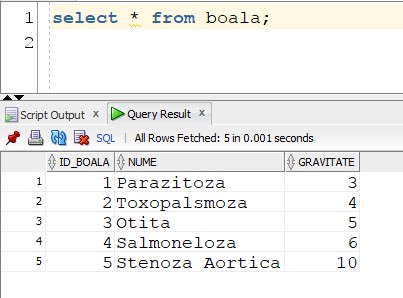 1 select * from boala;
2
Script Output x Query Result x
SQL | All Rows Fetched: 5 in 0.001 seconds
ID_BOALA NUME GRAVITATE
1 1 Parazitoza 3
2 2 Toxopalsmoza 4
3 3 Otita 5
4 4 Salmoneloza 6
5 5 Stenoza Aortica 10